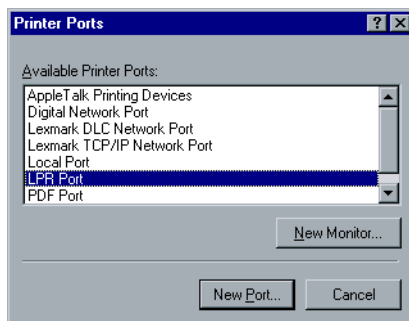 Printer Ports
Available Printer Ports:
AppleTalk Printing Devices
Digital Network Port
Lexmark DLC Network Port
Lexmark TCP/IP Network Port
Local Port
LPR Port
PDF Port
New Monitor...
New Port...
Cancel